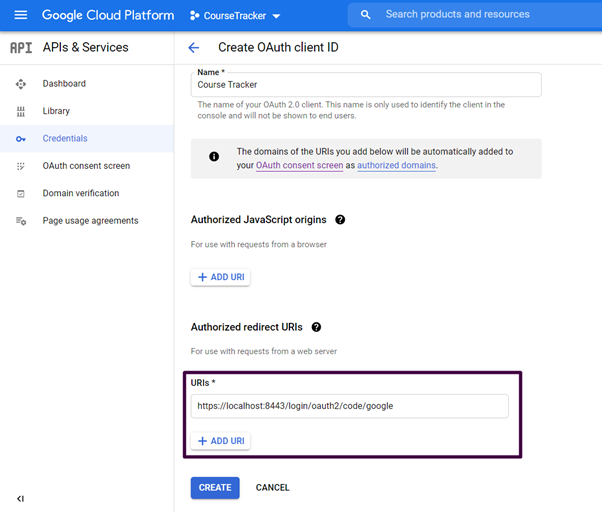 Google Cloud Platform
CourseTracker
Search products and resources
API
APIs & Services
Create OAuth client ID
Dashboard
Library
Credentials
OAuth consent screen
Domain verification
Page usage agreements
Name *
Course Tracker
The name of your OAuth 2.0 client. This name is only used to identify the client in the
console and will not be shown to end users.
The domains of the URIs you add below will be automatically added to
your OAuth consent screen as authorized domains.
Authorized JavaScript origins
For use with requests from a browser
ADD URI
Authorized redirect URIs
For use with requests from a web server
URIs *
https://localhost:8443/login/oauth2/code/google
ADD URI
CREATE
CANCEL